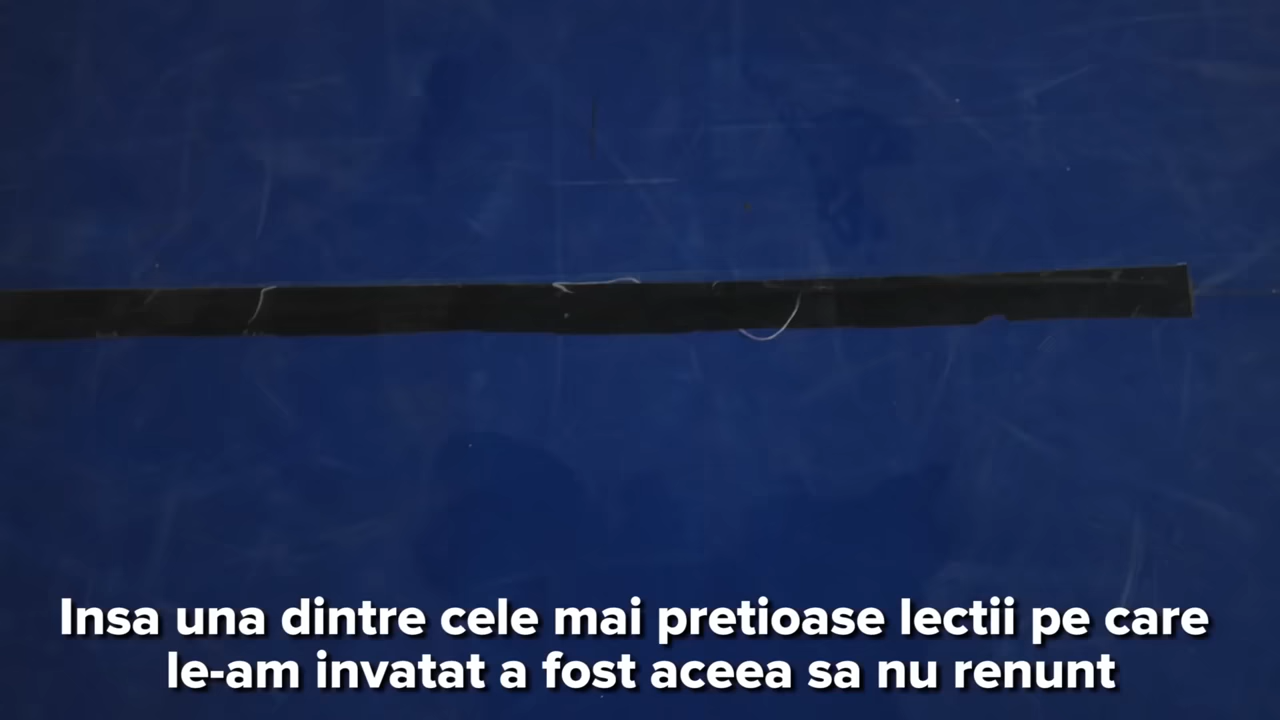 Insa una dintre cele mai pretioase lectii pe care
le-am invatat a fost aceea sa nu renunt